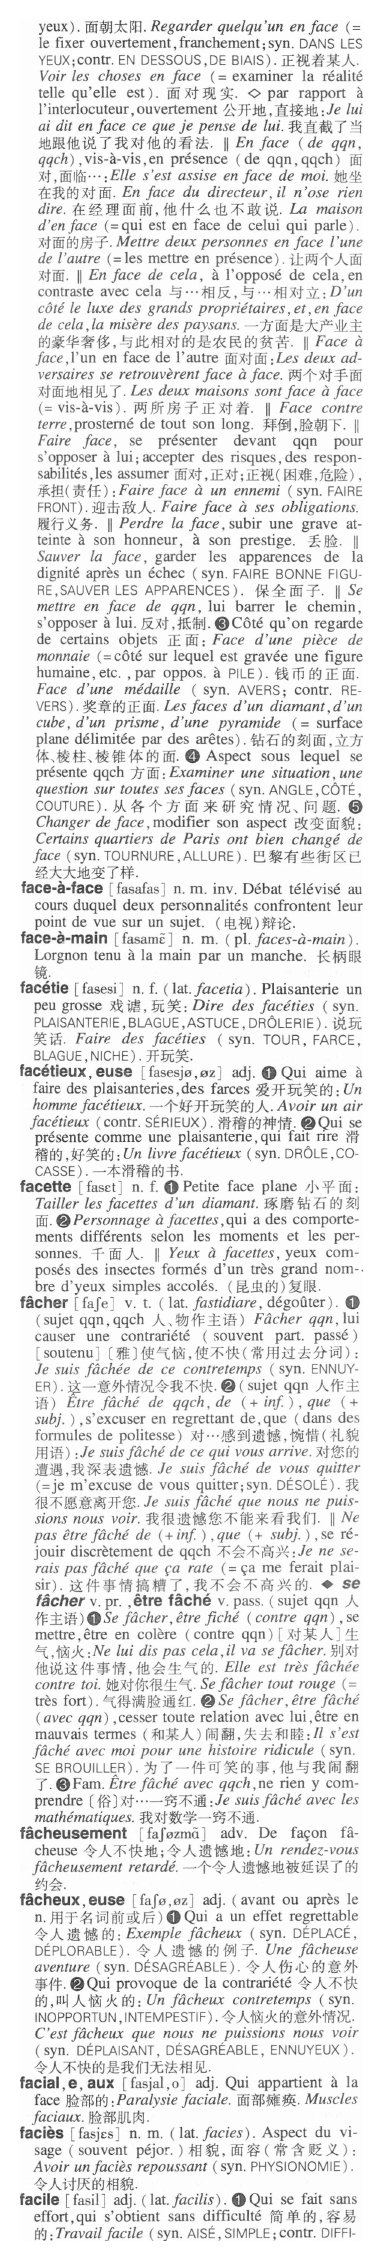 yeux). 面朝太阳. Regarder quelqu'un en face (=
le fixer ouvertement, franchement; syn. DANS LES
YEUX; contr. EN DESSOUS, DE BIAIS). 正视着某人.
Voir les choses en face (= examiner la réalité
telle qu'elle est). 面对现实. ◇ par rapport à
l'interlocuteur, ouvertement 公开地,直接地: Je lui
ai dit en face ce que je pense de lui. 我直截了当
地跟他说了我对他的看法. ‖ En face (de qqn,
qqch), vis-à-vis, en présence (de qqn, qqch) 面
对,面临…: Elle s'est assise en face de moi. 她坐
在我的对面. En face du directeur, il n'ose rien
dire. 在经理面前,他什么也不敢说. La maison
d'en face (= qui est en face de celui qui parle).
对面的房子. Mettre deux personnes en face l'une
de l'autre (= les mettre en présence). 让两个人面
对面. ‖ En face de cela, à l'opposé de cela, en
contraste avec cela 与…相反,与…相对立: D'un
côté le luxe des grands propriétaires, et, en face
de cela, la misère des paysans. 一方面是大产业主
的豪华奢侈,与此相对的是农民的贫苦. ‖ Face à
face, l'un en face de l'autre 面对面: Les deux ad-
versaires se retrouvèrent face à face. 两个对手面
对面地相见了. Les deux maisons sont face à face
(= vis-à-vis). 两所房子正对着. ‖ Face contre
terre, prosterné de tout son long. 拜倒,脸朝下. ‖
Faire face, se présenter devant qqn pour
s'opposer à lui; accepter des risques, des respon-
sabilités, les assumer 面对,正对;正视(困难,危险),
承担(责任): Faire face à un ennemi (syn. FAIRE
FRONT). 迎击敌人. Faire face à ses obligations.
履行义务. ‖ Perdre la face, subir une grave at-
teinte à son honneur, à son prestige. 丢脸. ‖
Sauver la face, garder les apparences de la
dignité après un échec (syn. FAIRE BONNE FIGU-
RE, SAUVER LES APPARENCES). 保全面子. ‖ Se
mettre en face de qqn, lui barrer le chemin,
s'opposer à lui. 反对,抵制. ❸ Côté qu'on regarde
de certains objets 正面: Face d'une pièce de
monnaie (= côté sur lequel est gravée une figure
humaine, etc., par oppos. à PILE). 钱币的正面.
Face d'une médaille (syn. AVERS; contr. RE-
VERS). 奖章的正面. Les faces d'un diamant, d'un
cube, d'un prisme, d'une pyramide (= surface
plane délimitée par des arêtes). 钻石的刻面,立方
体、棱柱、棱锥体的面. ❹ Aspect sous lequel se
présente qqch 方面: Examiner une situation, une
question sur toutes ses faces (syn. ANGLE, CÔTÉ,
COUTURE). 从各个方面来研究情况、问题. ❺
Changer de face, modifier son aspect 改变面貌:
Certains quartiers de Paris ont bien changé de
face (syn. TOURNURE, ALLURE). 巴黎有些街区已
经大大地变了样.
face-à-face [fasafas] n. m. inv. Débat télévisé au
cours duquel deux personnalités confrontent leur
point de vue sur un sujet. (电视)辩论.
face-à-main [fasamɛ̃] n. m. (pl. faces-à-main).
Lorgnon tenu à la main par un manche. 长柄眼
镜.
facétie [fasesi] n. f. (lat. facetia). Plaisanterie un
peu grosse 戏谑,玩笑: Dire des facéties (syn.
PLAISANTERIE, BLAGUE, ASTUCE, DRÔLERIE). 说玩
笑话. Faire des facéties (syn. TOUR, FARCE,
BLAGUE, NICHE). 开玩笑.
facétieux, euse [fasesjø, øz] adj. ❶ Qui aime à
faire des plaisanteries, des farces 爱开玩笑的: Un
homme facétieux. 一个好开玩笑的人. Avoir un air
facétieux (contr. SÉRIEUX). 滑稽的神情. ❷ Qui se
présente comme une plaisanterie, qui fait rire 滑
稽的,好笑的: Un livre facétieux (syn. DRÔLE, CO-
CASSE). 一本滑稽的书.
facette [fasɛt] n. f. ❶ Petite face plane 小平面:
Tailler les facettes d'un diamant. 琢磨钻石的刻
面. ❷ Personnage à facettes, qui a des comporte-
ments différents selon les moments et les per-
sonnes. 千面人. ‖ Yeux à facettes, yeux com-
posés des insectes formés d'un très grand nom-
bre d'yeux simples accolés. (昆虫的)复眼.
fâcher [faʃe] v. t. (lat. fastidiare, dégoûter). ❶
(sujet qqn, qqch 人、物作主语) Fâcher qqn, lui
causer une contrariété (souvent part. passé)
[soutenu] [雅]使气恼,使不快(常用过去分词):
Je suis fâchée de ce contretemps (syn. ENNUY-
ER). 这一意外情况令我不快. ❷ (sujet qqn 人作主
语) Être fâché de qqch, de (+ inf.), que (+
subj.), s'excuser en regrettant de, que (dans des
formules de politesse) 对…感到遗憾,惋惜(礼貌
用语): Je suis fâché de ce qui vous arrive. 对您的
遭遇,我深表遗憾. Je suis fâché de vous quitter
(= je m'excuse de vous quitter; syn. DÉSOLÉ). 我
很不愿意离开您. Je suis fâché que nous ne puis-
sions nous voir. 我很遗憾您不能来看我们. ‖ Ne
pas être fâché de (+ inf.), que (+ subj.), se ré-
jouir discrètement de qqch 不会不高兴: Je ne se-
rais pas fâché que ça rate (= ça me ferait plai-
sir). 这件事情搞糟了,我不会不高兴的. ◆ se
fâcher v. pr., être fâché v. pass. (sujet qqn 人
作主语) ❶ Se fâcher, être fiché (contre qqn), se
mettre, être en colère (contre qqn) [对某人]生
气,恼火: Ne lui dis pas cela, il va se fâcher. 别对
他说这件事情,他会生气的. Elle est très fâchée
contre toi. 她对你很生气. Se fâcher tout rouge (=
très fort). 气得满脸通红. ❷ Se fâcher, être fâché
(avec qqn), cesser toute relation avec lui, être en
mauvais termes (和某人)闹翻,失去和睦: Il s'est
fâché avec moi pour une histoire ridicule (syn.
SE BROUILLER). 为了一件可笑的事,他与我闹翻
了. ❸ Fam. Être fâché avec qqch, ne rien y com-
prendre [俗]对…一窍不通: Je suis fâché avec les
mathématiques. 我对数学一窍不通.
fâcheusement [faʃøzmɑ̃] adv. De façon fâ-
cheuse 令人不快地;令人遗憾地: Un rendez-vous
fâcheusement retardé. 一个令人遗憾地被延误了的
约会.
fâcheux, euse [faʃø, øz] adj. (avant ou après le
n. 用于名词前或后) ❶ Qui a un effet regrettable
令人遗憾的: Exemple fâcheux (syn. DÉPLACÉ,
DÉPLORABLE). 令人遗憾的例子. Une fâcheuse
aventure (syn. DÉSAGRÉABLE). 令人伤心的意外
事件. ❷ Qui provoque de la contrariété 令人不快
的,叫人恼火的: Un fâcheux contretemps (syn.
INOPPORTUN, INTEMPESTIF). 令人恼火的意外情况.
C'est fâcheux que nous ne puissions nous voir
(syn. DÉPLAISANT, DÉSAGRÉABLE, ENNUYEUX).
令人不快的是我们无法相见.
facial, e, aux [fasjal, o] adj. Qui appartient à la
face 脸部的: Paralysie faciale. 面部瘫痪. Muscles
faciaux. 脸部肌肉.
faciès [fasjɛs] n. m. (lat. facies). Aspect du vi-
sage (souvent péjor.) 相貌,面容(常含贬义):
Avoir un faciès repoussant (syn. PHYSIONOMIE).
令人讨厌的相貌.
facile [fasil] adj. (lat. facilis). ❶ Qui se fait sans
effort, qui s'obtient sans difficulté 简单的,容易
的: Travail facile (syn. AISÉ, SIMPLE; contr. DIFFI-